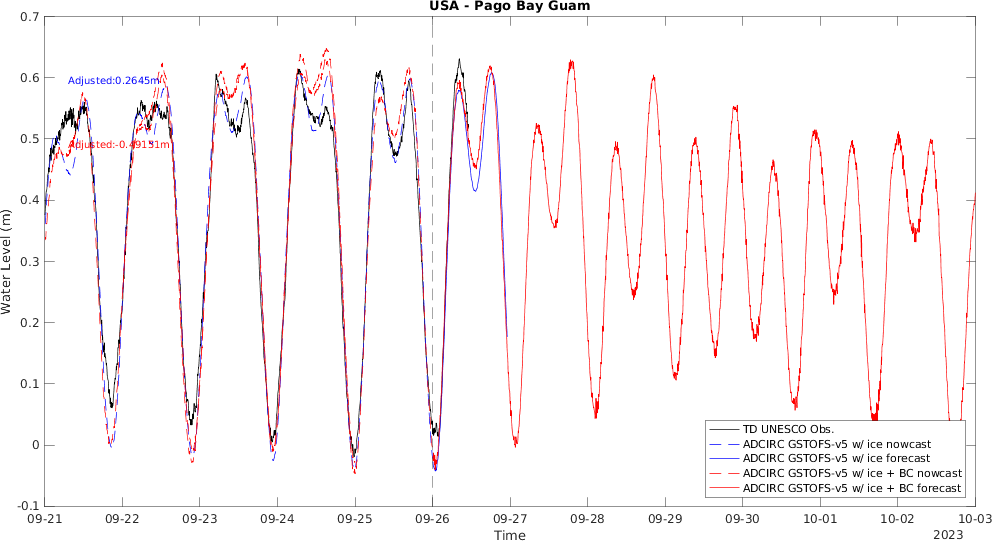 USA - Pago Bay Guam
0.7
0.6
0.5
0.4
0.3
0.2
0.1
0
-0.1
Water Level (m)
Adjusted:0.2645m
Adjusted:-0.49131m
TD UNESCO Obs.
ADCIRC GSTOFS-v5 w/ ice nowcast
ADCIRC GSTOFS-v5 w/ ice forecast
ADCIRC GSTOFS-v5 w/ ice + BC nowcast
ADCIRC GSTOFS-v5 w/ ice + BC forecast
09-21 09-22 09-23 09-24 09-25 09-26 09-27 09-28 09-29 09-30 10-01 10-02 10-03
Time
2023